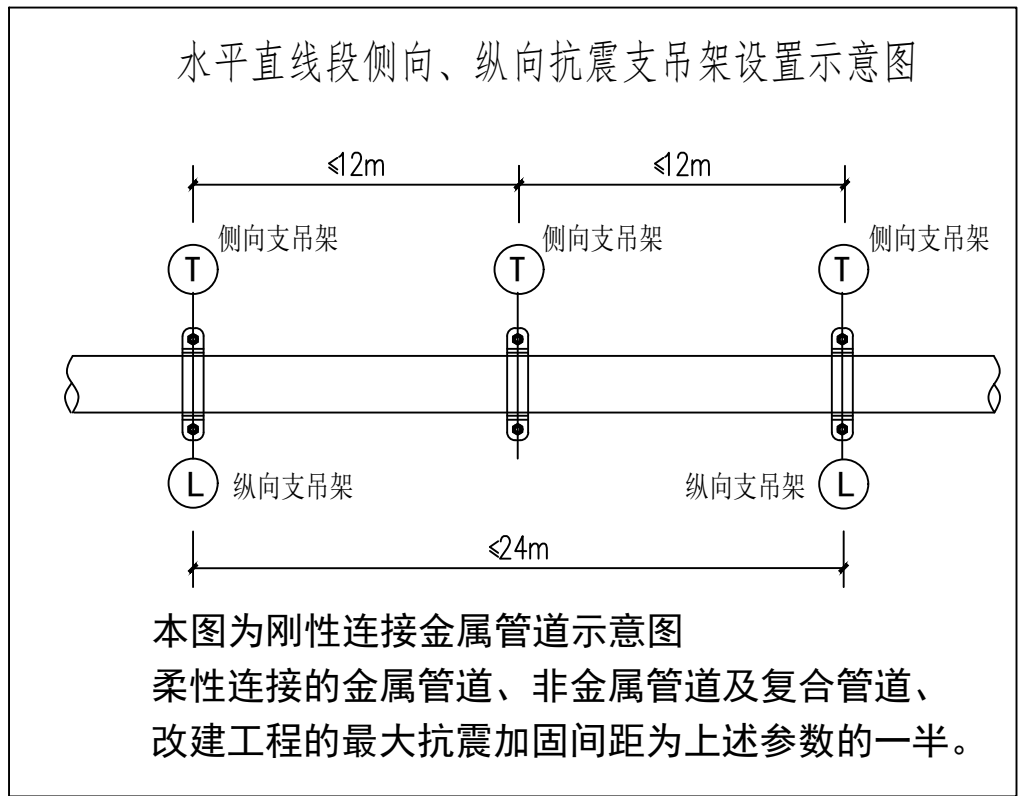 水平直线段侧向、纵向抗震支吊架设置示意图
≤12m ≤12m
侧向支吊架 侧向支吊架 侧向支吊架
T T T
L 纵向支吊架 纵向支吊架 L
≤24m
本图为刚性连接金属管道示意图
柔性连接的金属管道、非金属管道及复合管道、
改建工程的最大抗震加固间距为上述参数的一半。